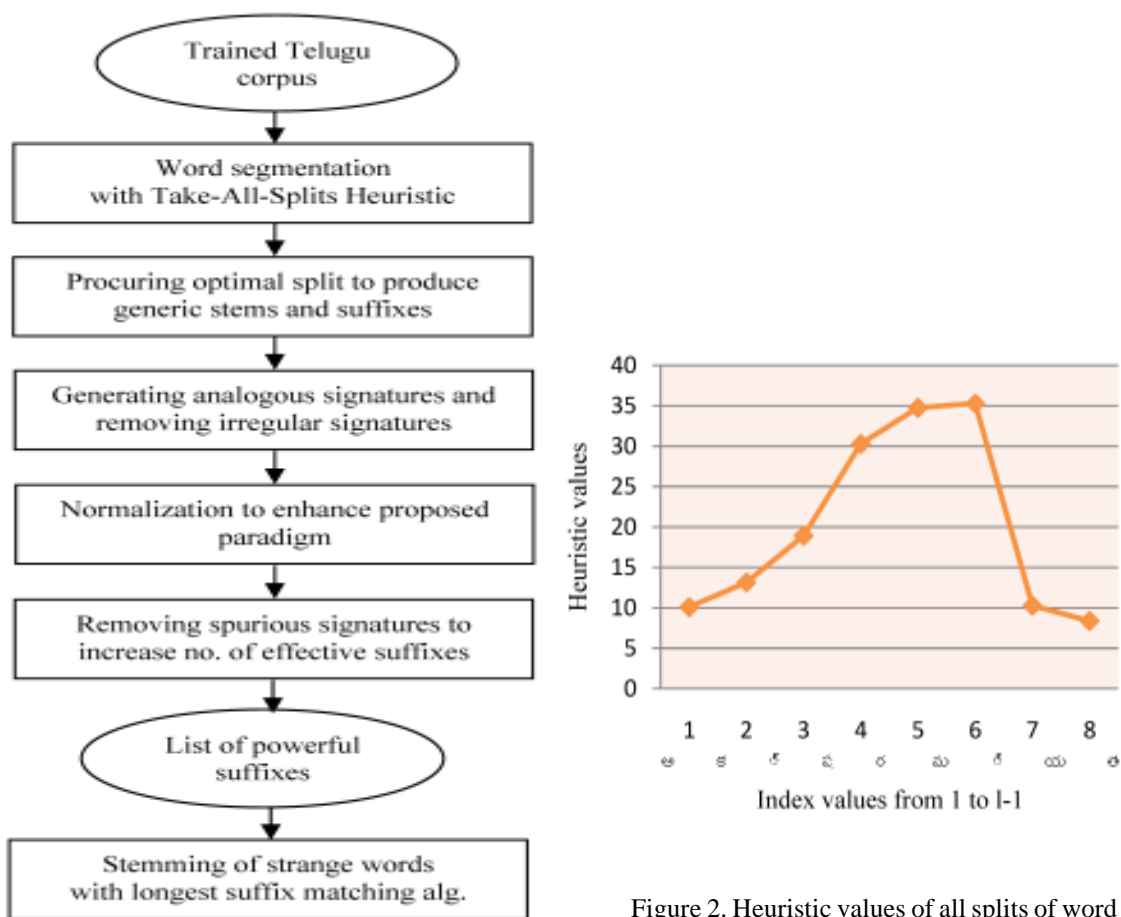 Trained Telugu
corpus
Word segmentation
with Take-All-Splits Heuristic
Procuring optimal split to produce
generic stems and suffixes
Generating analogous signatures and
removing irregular signatures
Normalization to enhance proposed
paradigm
Removing spurious signatures to
increase no. of effective suffixes
List of powerful
suffixes
Stemming of strange words
with longest suffix matching alg.
40
35
30
25
20
15
10
5
0
Heuristic values
1 2 3 4 5 6 7 8
Index values from 1 to l-1
Figure 2. Heuristic values of all splits of word